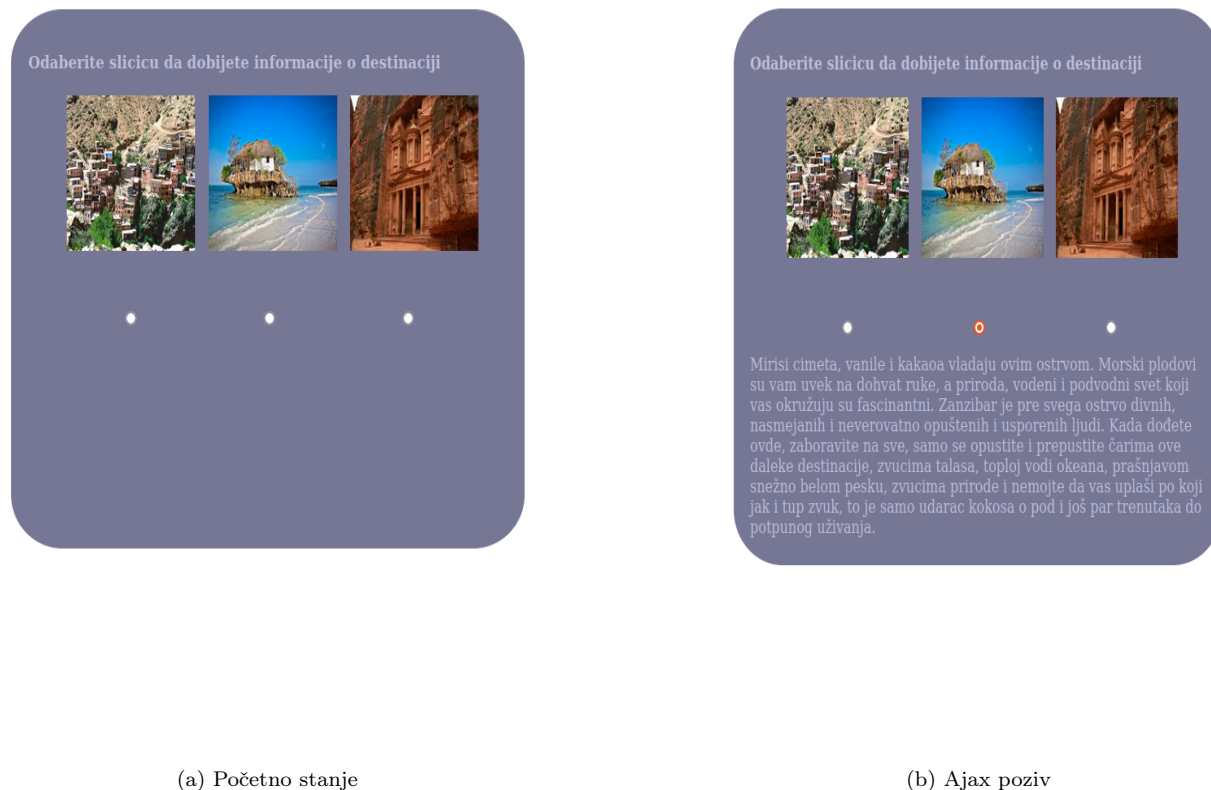 Odaberite slicicu da dobijete informacije o destinaciji
(a) Početno stanje
Odaberite slicicu da dobijete informacije o destinaciji
Mirisi cimeta, vanile i kakaoa vladaju ovim ostrvom. Morski plodovi
su vam uvek na dohvat ruke, a priroda, vodeni i podvodni svet koji
vas okružuju su fascinantni. Zanzibar je pre svega ostrvo divnih,
nasmejanih i neverovatno opuštenih i usporenih ljudi. Kada dođete
ovde, zaboravite na sve, samo se opustite i prepustite čarima ove
daleke destinacije, zvucima talasa, toploj vodi okeana, prašnjavom
snežno belom pesku, zvucima prirode i nemojte da vas uplaši po koji
jak i tup zvuk, to je samo udarac kokosa o pod i još par trenutaka do
potpunog uživanja.
(b) Ajax poziv